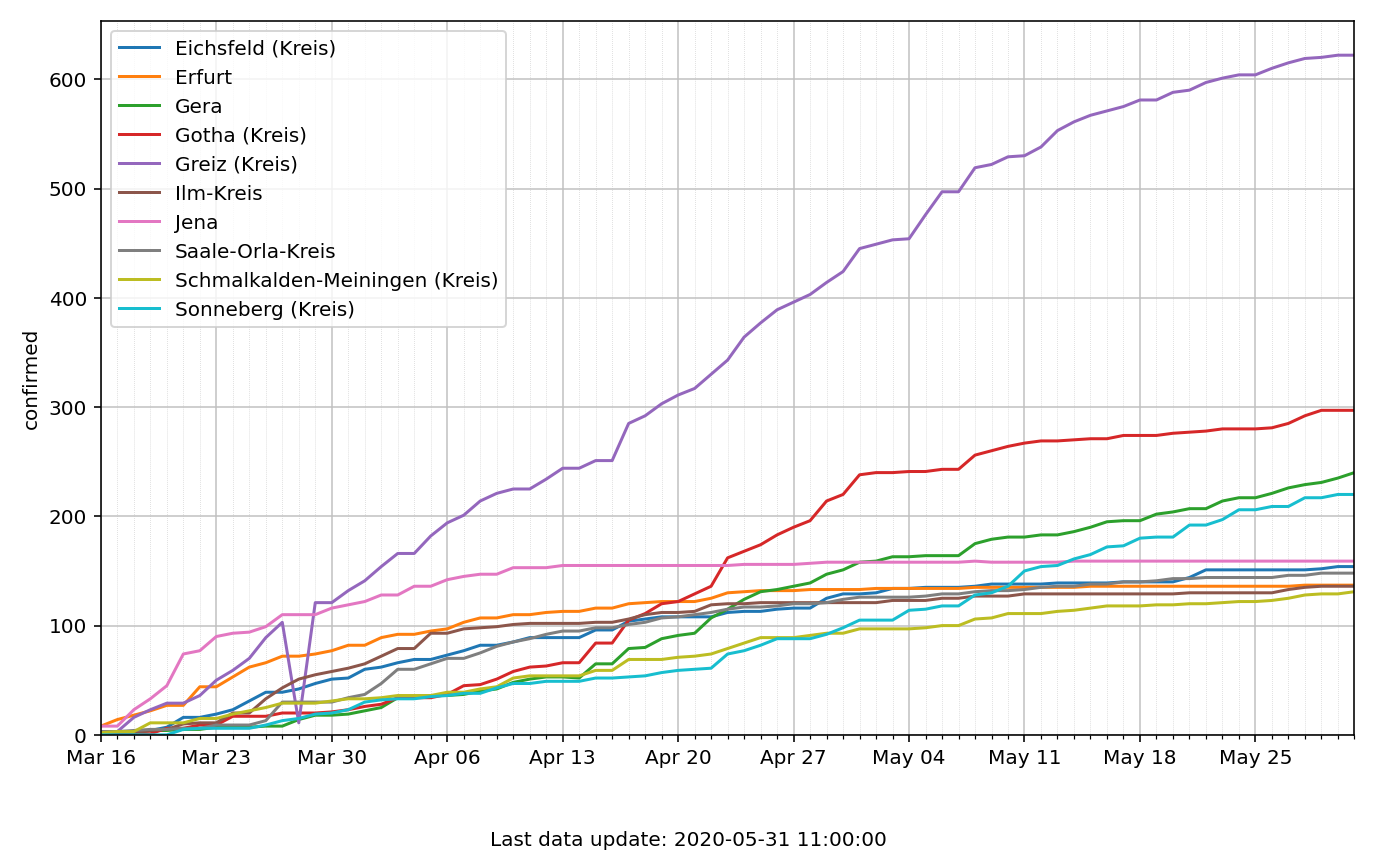 Eichsfeld (Kreis)
Erfurt
Gera
Gotha (Kreis)
Greiz (Kreis)
Ilm-Kreis
Jena
Saale-Orla-Kreis
Schmalkalden-Meiningen (Kreis)
Sonneberg (Kreis)
confirmed
600
500
400
300
200
100
0
Mar 16 Mar 23 Mar 30 Apr 06 Apr 13 Apr 20 Apr 27 May 04 May 11 May 18 May 25
Last data update: 2020-05-31 11:00:00